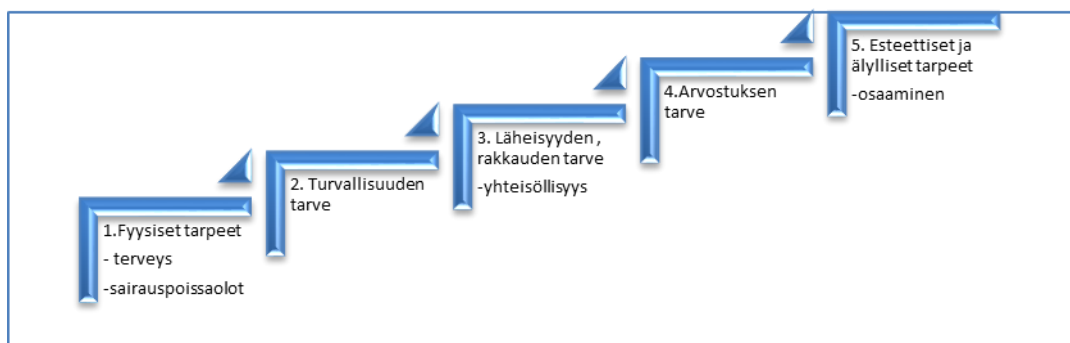 1.Fyysiset tarpeet
- terveys
-sairauspoissaolot
2. Turvallisuuden
tarve
3. Läheisyyden ,
rakkauden tarve
-yhteisöllisyys
4.Arvostuksen
tarve
5. Esteettiset ja
älylliset tarpeet
-osaaminen